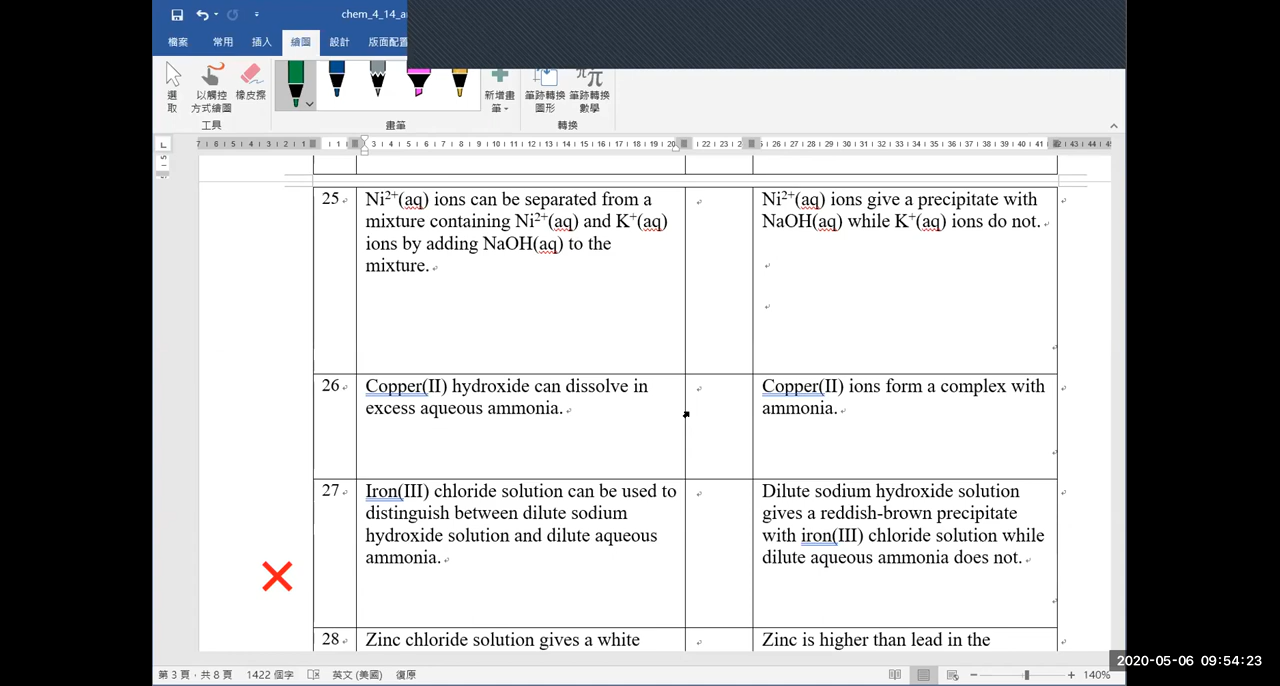 chem_4_14_a
檔案 常用 插入 繪圖 設計 版面配置
選取 以觸控方式繪圖 橡皮擦 新增畫筆 筆跡轉換圖形 筆跡轉換數學
工具 畫筆 轉換
25 Ni²⁺(aq) ions can be separated from a Ni²⁺(aq) ions give a precipitate with
mixture containing Ni²⁺(aq) and K⁺(aq) NaOH(aq) while K⁺(aq) ions do not.
ions by adding NaOH(aq) to the
mixture.
26 Copper(II) hydroxide can dissolve in Copper(II) ions form a complex with
excess aqueous ammonia. ammonia.
27 Iron(III) chloride solution can be used to Dilute sodium hydroxide solution
distinguish between dilute sodium gives a reddish-brown precipitate
hydroxide solution and dilute aqueous with iron(III) chloride solution while
ammonia. dilute aqueous ammonia does not.
28 Zinc chloride solution gives a white Zinc is higher than lead in the
2020-05-06 09:54:23
第 3 頁，共 8 頁 1422 個字 英文 (美國) 復原 140%